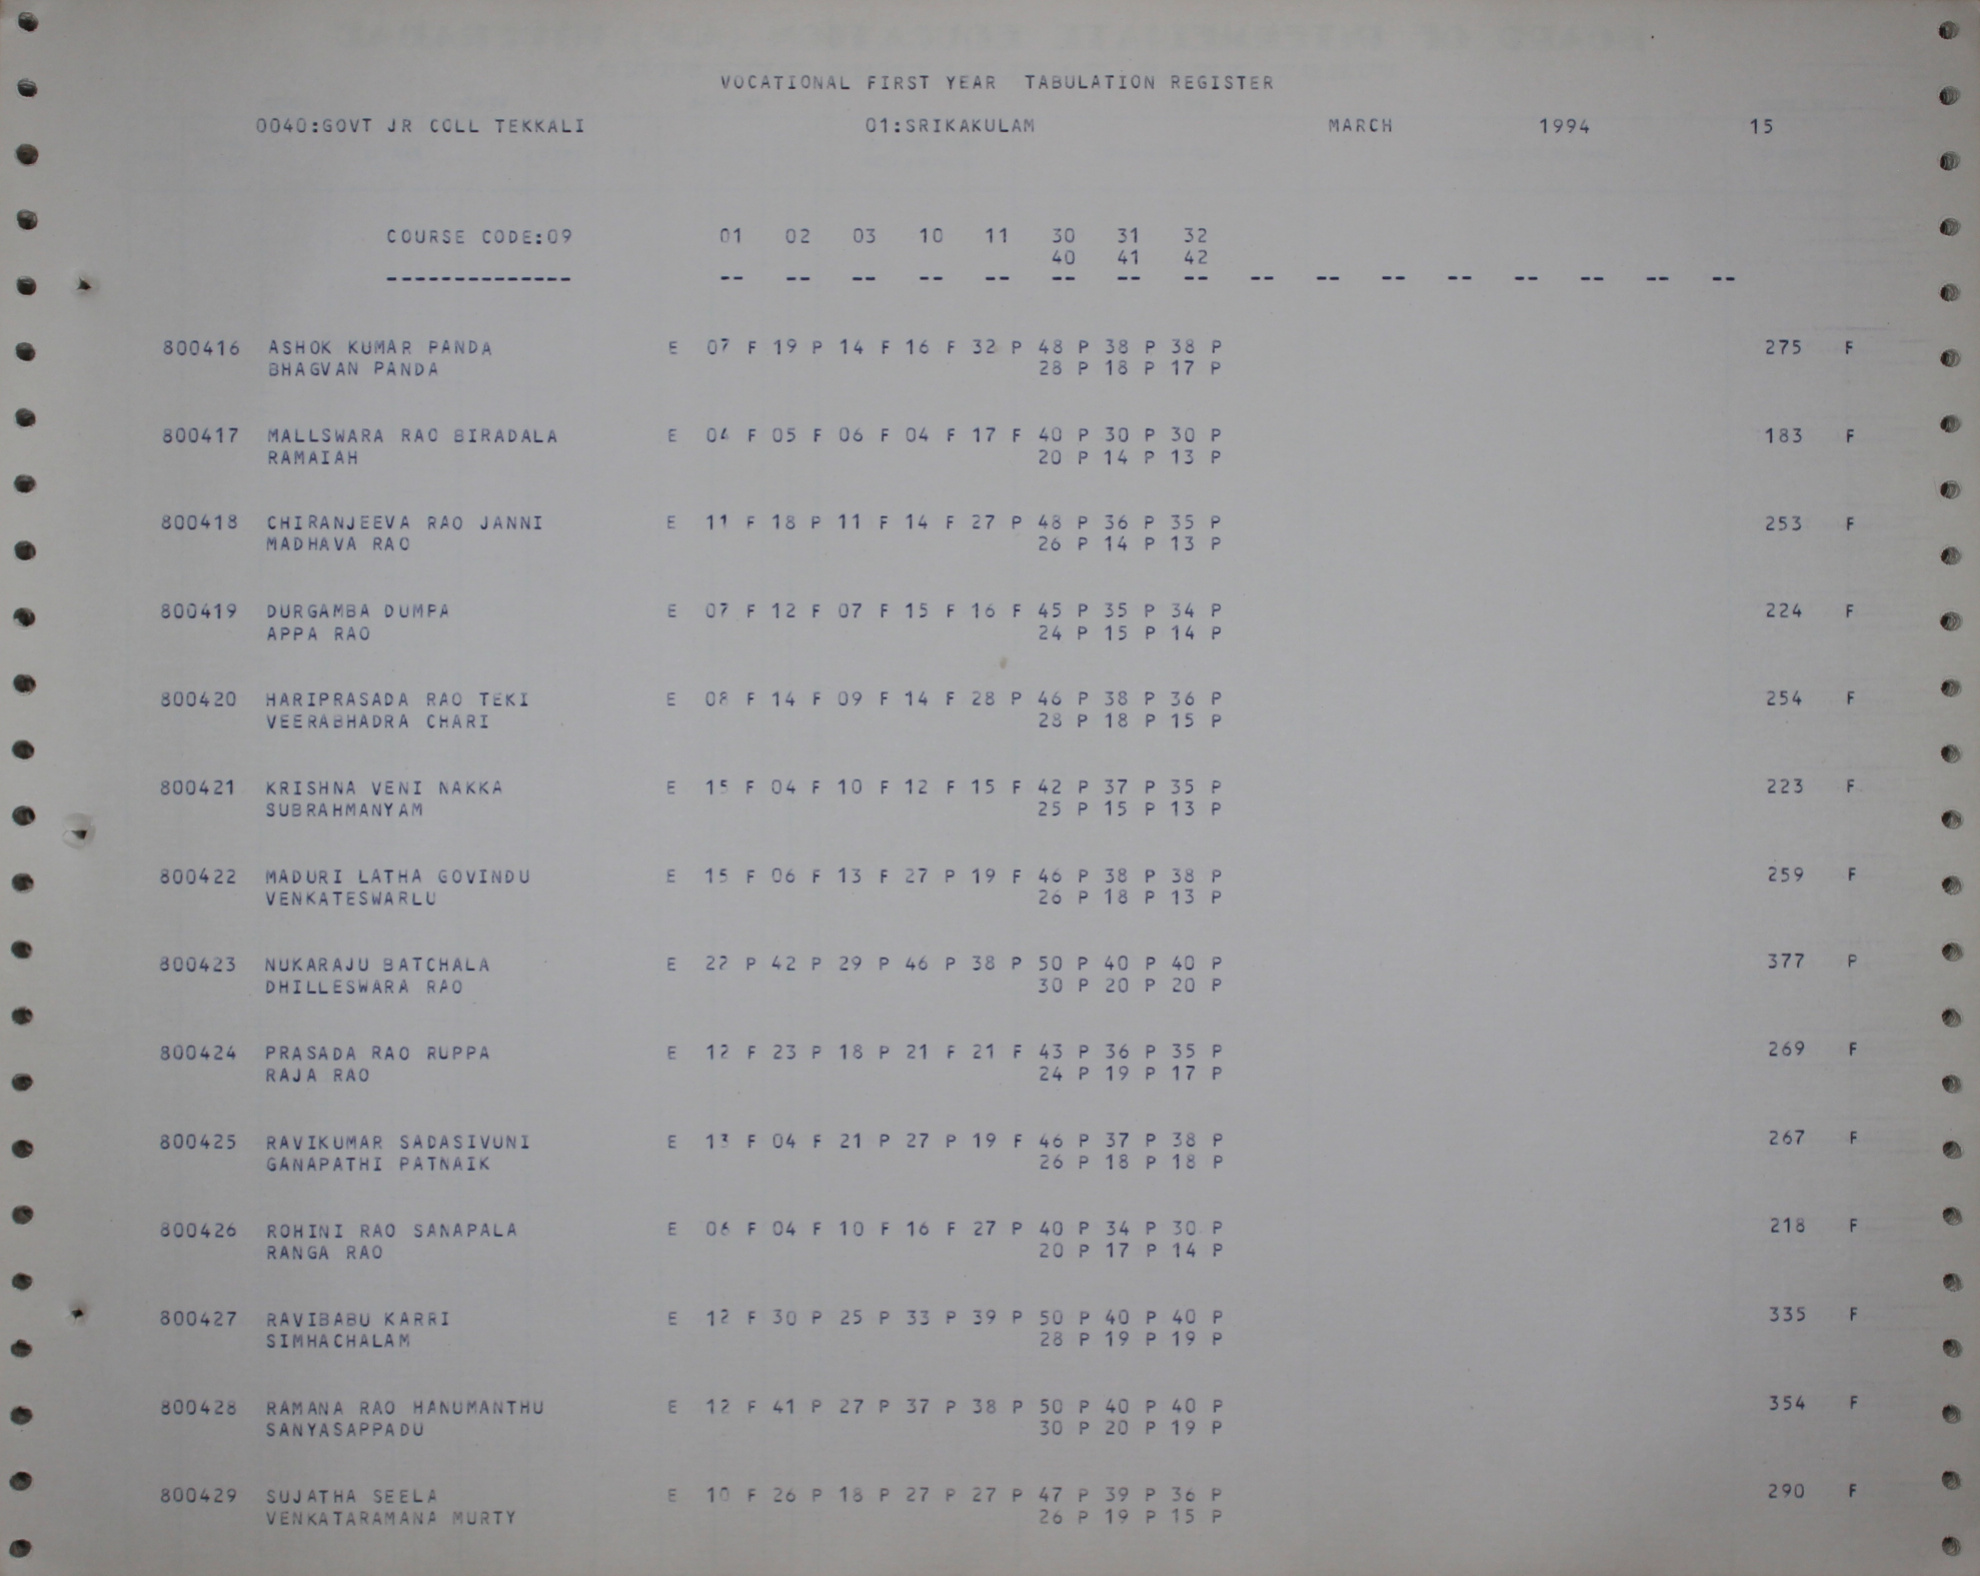 VOCATIONAL FIRST YEAR TABULATION REGISTER
0040:GOVT JR COLL TEKKALI 01:SRIKAKULAM MARCH 1994 15
COURSE CODE:09 01 02 03 10 11 30 31 32
40 41 42
-------------- -- -- -- -- -- -- -- -- -- -- -- -- -- -- -- --
800416 ASHOK KUMAR PANDA E 07 F 19 P 14 F 16 F 32 P 48 P 38 P 38 P 275 F
BHAGVAN PANDA 28 P 18 P 17 P
800417 MALLSWARA RAO BIRADALA E 04 F 05 F 06 F 04 F 17 F 40 P 30 P 30 P 183 F
RAMAIAH 20 P 14 P 13 P
800418 CHIRANJEEVA RAO JANNI E 11 F 18 P 11 F 14 F 27 P 48 P 36 P 35 P 253 F
MADHAVA RAO 26 P 14 P 13 P
800419 DURGAMBA DUMPA E 07 F 12 F 07 F 15 F 16 F 45 P 35 P 34 P 224 F
APPA RAO 24 P 15 P 14 P
800420 HARIPRASADA RAO TEKI E 08 F 14 F 09 F 14 F 28 P 46 P 38 P 36 P 254 F
VEERABHADRA CHARI 28 P 18 P 15 P
800421 KRISHNA VENI NAKKA E 15 F 04 F 10 F 12 F 15 F 42 P 37 P 35 P 223 F
SUBRAHMANYAM 25 P 15 P 13 P
800422 MADURI LATHA GOVINDU E 15 F 06 F 13 F 27 P 19 F 46 P 38 P 38 P 259 F
VENKATESWARLU 26 P 18 P 13 P
800423 NUKARAJU BATCHALA E 22 P 42 P 29 P 46 P 38 P 50 P 40 P 40 P 377 P
DHILLESWARA RAO 30 P 20 P 20 P
800424 PRASADA RAO RUPPA E 12 F 23 P 18 P 21 F 21 F 43 P 36 P 35 P 269 F
RAJA RAO 24 P 19 P 17 P
800425 RAVIKUMAR SADASIVUNI E 13 F 04 F 21 P 27 P 19 F 46 P 37 P 38 P 267 F
GANAPATHI PATNAIK 26 P 18 P 18 P
800426 ROHINI RAO SANAPALA E 06 F 04 F 10 F 16 F 27 P 40 P 34 P 30 P 218 F
RANGA RAO 20 P 17 P 14 P
800427 RAVIBABU KARRI E 12 F 30 P 25 P 33 P 39 P 50 P 40 P 40 P 335 F
SIMHACHALAM 28 P 19 P 19 P
800428 RAMANA RAO HANUMANTHU E 12 F 41 P 27 P 37 P 38 P 50 P 40 P 40 P 354 F
SANYASAPPADU 30 P 20 P 19 P
800429 SUJATHA SEELA E 10 F 26 P 18 P 27 P 27 P 47 P 39 P 36 P 290 F
VENKATARAMANA MURTY 26 P 19 P 15 P